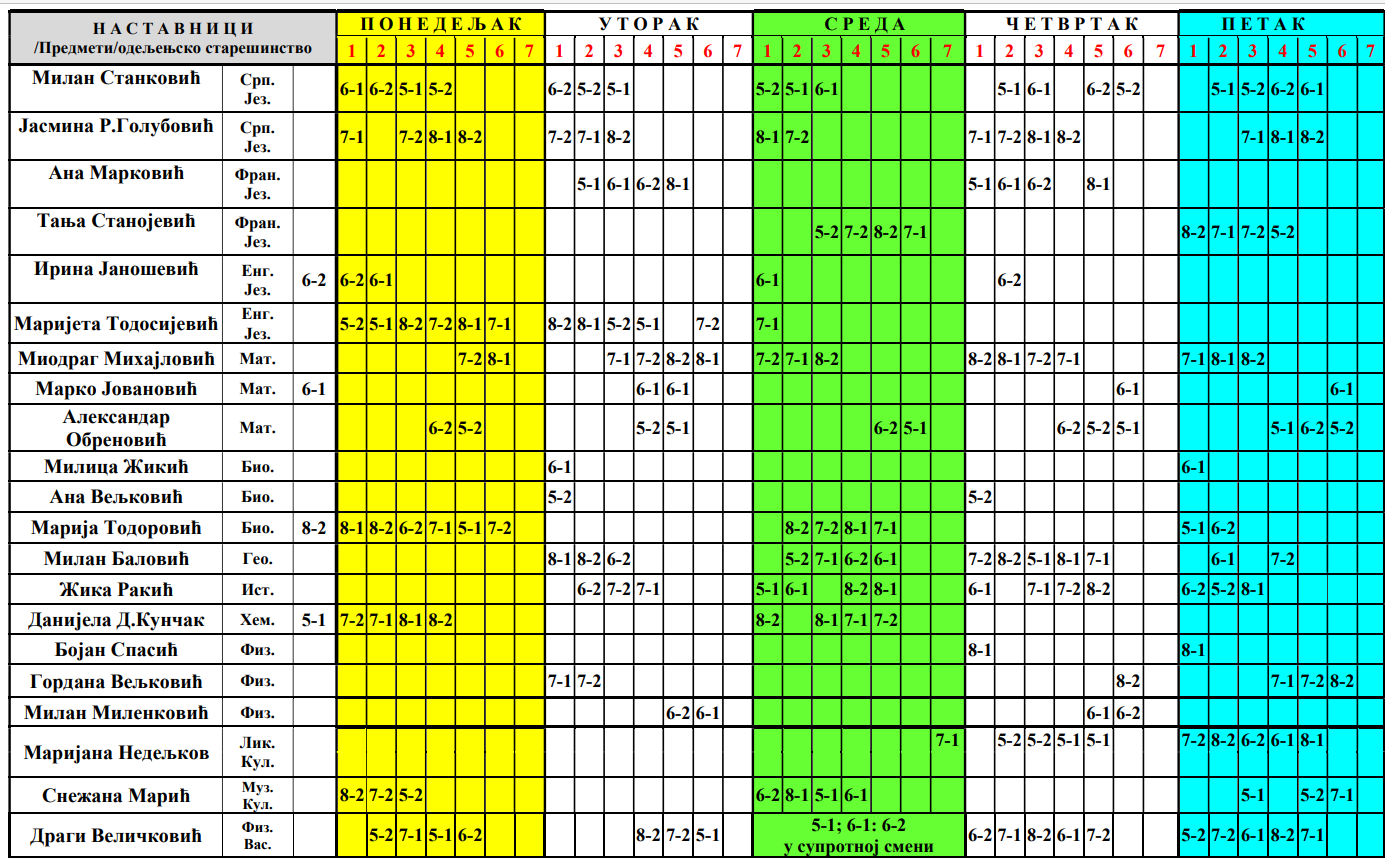 НАСТАВНИЦИ
/Предмети/одељењско старешинство
ПОНЕДЕЉАК УТОРАК СРЕДА ЧЕТВРТАК ПЕТАК
1 2 3 4 5 6 7 1 2 3 4 5 6 7 1 2 3 4 5 6 7 1 2 3 4 5 6 7 1 2 3 4 5 6 7
Милан Станковић Срп. Јез. 6-1 6-2 5-1 5-2 6-2 5-2 5-1 5-2 5-1 6-1 5-1 6-1 6-2 5-2 5-1 5-2 6-2 6-1
Јасмина Р.Голубовић Срп. Јез. 7-1 7-2 8-1 8-2 7-2 7-1 8-2 8-1 7-2 7-1 7-2 8-1 8-2 7-1 8-1 8-2
Ана Марковић Фран. Јез. 5-1 6-1 6-2 8-1 5-1 6-1 6-2 8-1
Тања Станојевић Фран. Јез. 5-2 7-2 8-2 7-1 8-2 7-1 7-2 5-2
Ирина Јаношевић Енг. Јез. 6-2 6-2 6-1 6-1 6-2
Маријета Тодосијевић Енг. Јез. 5-2 5-1 8-2 7-2 8-1 7-1 8-2 8-1 5-2 5-1 7-2 7-1
Миодраг Михајловић Мат. 7-2 8-1 7-1 7-2 8-2 8-1 7-2 7-1 8-2 8-2 8-1 7-2 7-1 7-1 8-1 8-2
Марко Јовановић Мат. 6-1 6-1 6-1 6-1 6-1
Александар Обреновић Мат. 6-2 5-2 5-2 5-1 6-2 5-1 6-2 5-2 5-1 5-1 6-2 5-2
Милица Жикић Био. 6-1 6-1
Ана Вељковић Био. 5-2 5-2
Марија Тодоровић Био. 8-2 8-1 8-2 6-2 7-1 5-1 7-2 8-2 7-2 8-1 7-1 5-1 6-2
Милан Баловић Гео. 8-1 8-2 6-2 5-2 7-1 6-2 6-1 7-2 8-2 5-1 8-1 7-1 6-1 7-2
Жика Ракић Ист. 6-2 7-2 7-1 5-1 6-1 8-2 8-1 6-1 7-1 7-2 8-2 6-2 5-2 8-1
Данијела Д.Кунчак Хем. 5-1 7-2 7-1 8-1 8-2 8-2 8-1 7-1 7-2
Бојан Спасић Физ. 8-1 8-1
Гордана Вељковић Физ. 7-1 7-2 8-2 7-1 7-2 8-2
Милан Миленковић Физ. 6-2 6-1 6-1 6-2
Маријана Недељков Лик. Кул. 7-1 5-2 5-2 5-1 5-1 7-2 8-2 6-2 6-1 8-1
Снежана Марић Муз. Кул. 8-2 7-2 5-2 6-2 8-1 5-1 6-1 5-1 5-2 7-1
Драги Величковић Физ. Вас. 5-2 7-1 5-1 6-2 8-2 7-2 5-1 5-1; 6-1: 6-2 у супротној смени 6-2 7-1 8-2 6-1 7-2 5-2 7-2 6-1 8-2 7-1